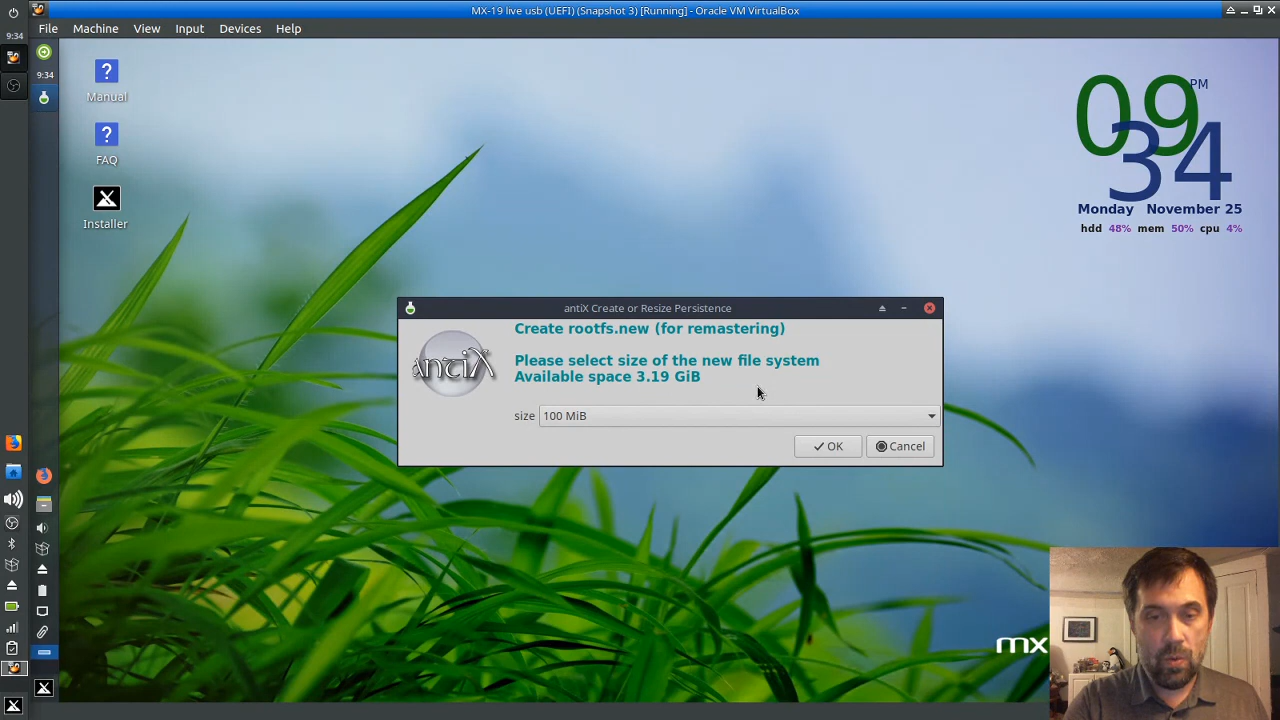 MX-19 live usb (UEFI) (Snapshot 3) [Running] - Oracle VM VirtualBox
9:34
File Machine View Input Devices Help
9:34
Manual
FAQ
Installer
09 PM
34
Monday November 25
hdd 48% mem 50% cpu 4%
antiX Create or Resize Persistence
antiX
Create rootfs.new (for remastering)
Please select size of the new file system
Available space 3.19 GiB
size 100 MiB
OK Cancel
mx